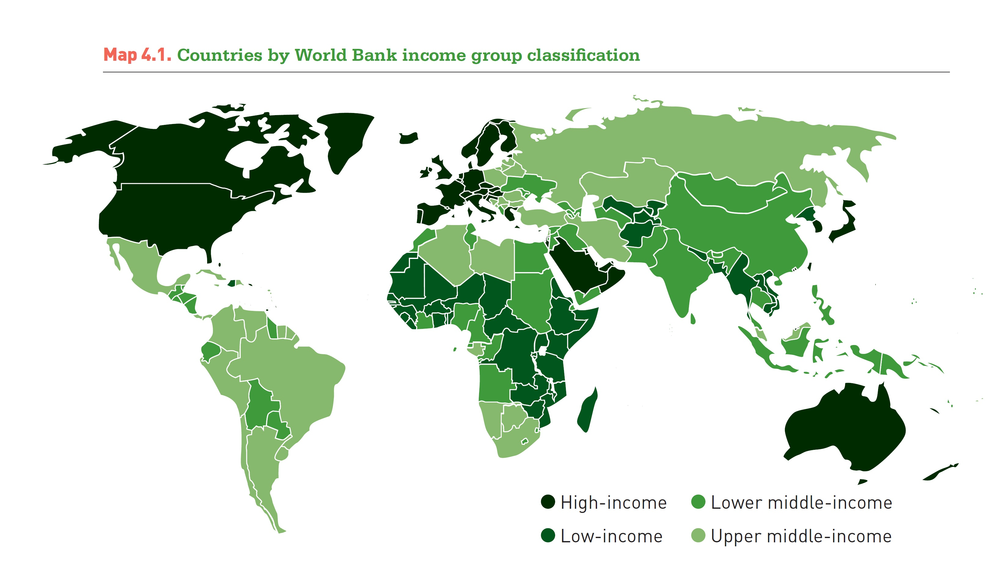 Map 4.1. Countries by World Bank income group classification
High-income
Lower middle-income
Low-income
Upper middle-income